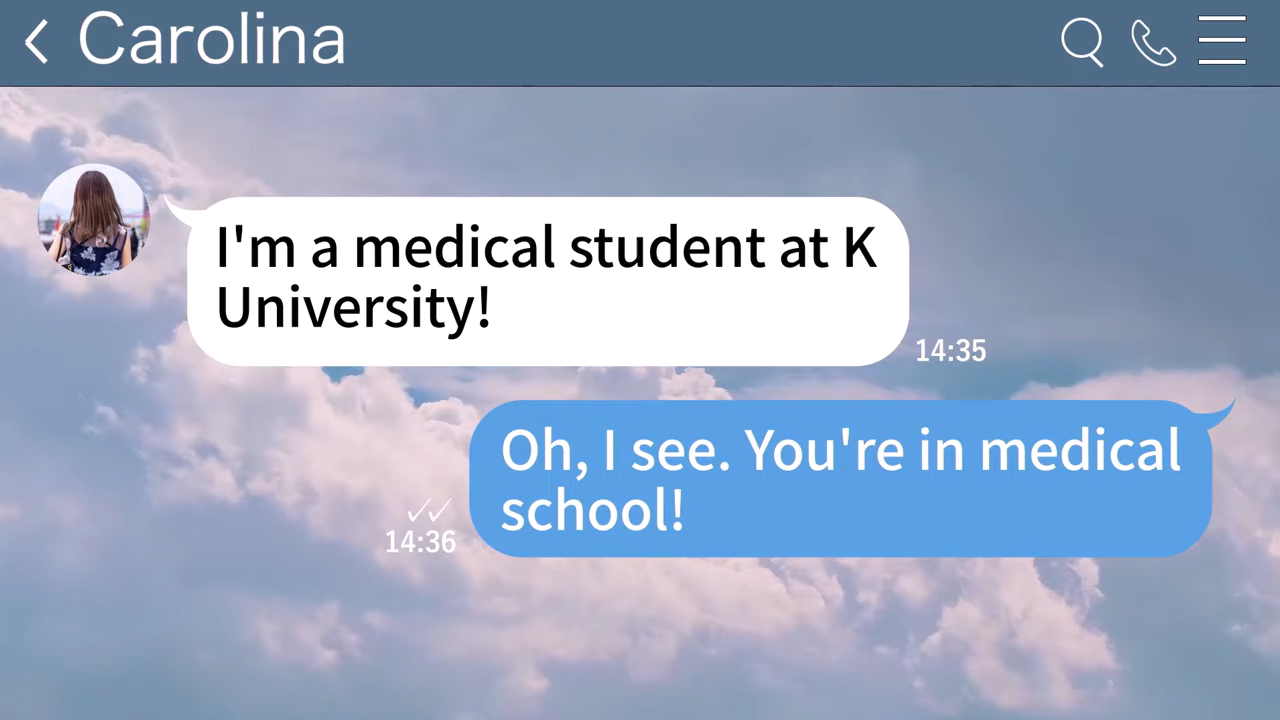 Carolina
I'm a medical student at K
University!
14:35
Oh, I see. You're in medical
school!
14:36